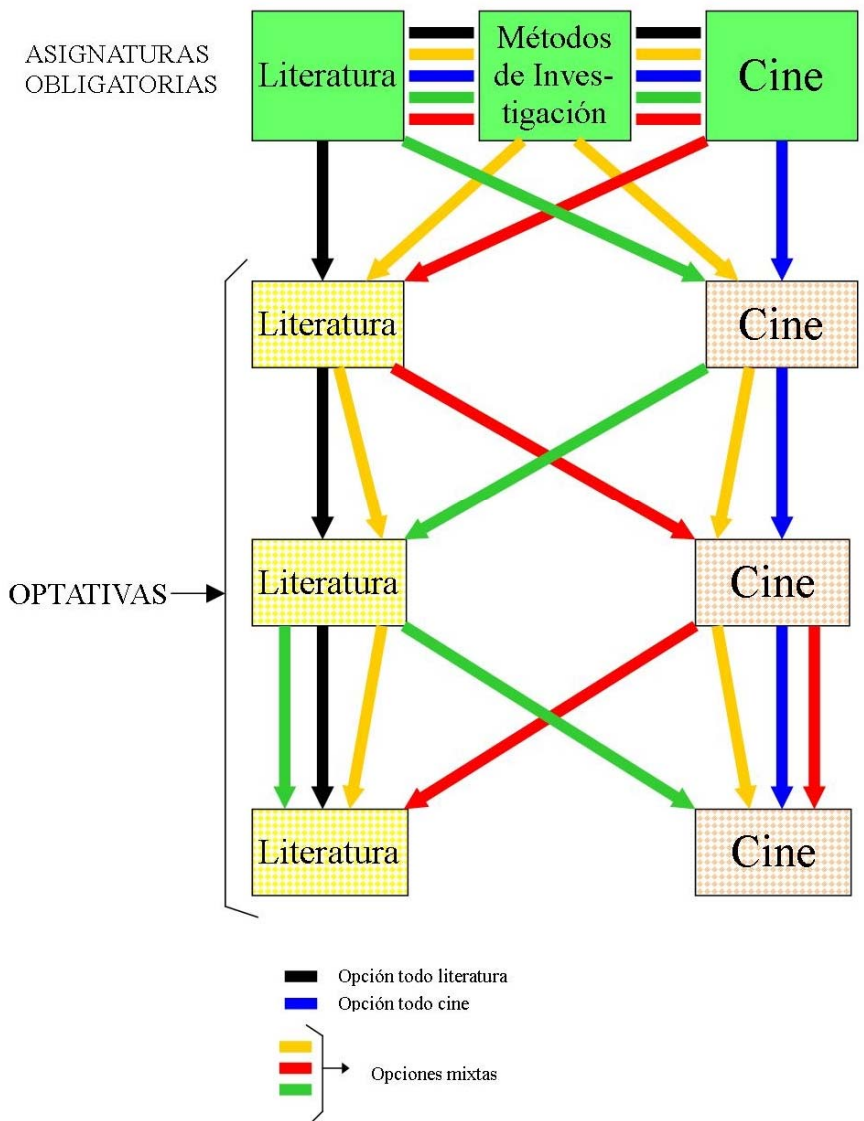 ASIGNATURAS
OBLIGATORIAS
Literatura
Métodos
de Inves-
tigación
Cine
Literatura
Cine
OPTATIVAS
Literatura
Cine
Literatura
Cine
Opción todo literatura
Opción todo cine
Opciones mixtas